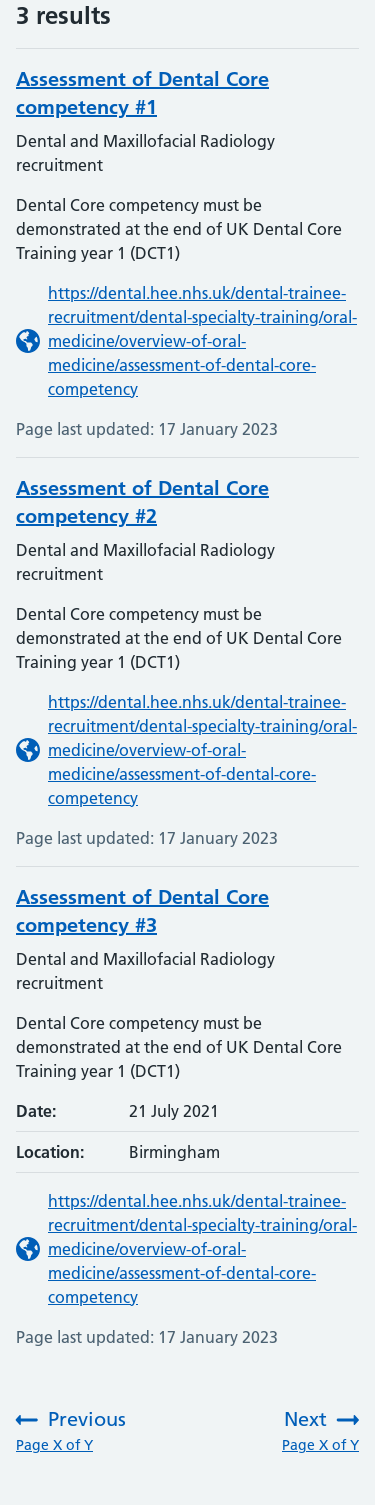 3 results
Assessment of Dental Core
competency #1
Dental and Maxillofacial Radiology
recruitment
Dental Core competency must be
demonstrated at the end of UK Dental Core
Training year 1 (DCT1)
https://dental.hee.nhs.uk/dental-trainee-
recruitment/dental-specialty-training/oral-
medicine/overview-of-oral-
medicine/assessment-of-dental-core-
competency
Page last updated: 17 January 2023
Assessment of Dental Core
competency #2
Dental and Maxillofacial Radiology
recruitment
Dental Core competency must be
demonstrated at the end of UK Dental Core
Training year 1 (DCT1)
https://dental.hee.nhs.uk/dental-trainee-
recruitment/dental-specialty-training/oral-
medicine/overview-of-oral-
medicine/assessment-of-dental-core-
competency
Page last updated: 17 January 2023
Assessment of Dental Core
competency #3
Dental and Maxillofacial Radiology
recruitment
Dental Core competency must be
demonstrated at the end of UK Dental Core
Training year 1 (DCT1)
Date: 21 July 2021
Location: Birmingham
https://dental.hee.nhs.uk/dental-trainee-
recruitment/dental-specialty-training/oral-
medicine/overview-of-oral-
medicine/assessment-of-dental-core-
competency
Page last updated: 17 January 2023
Previous Next
Page X of Y Page X of Y